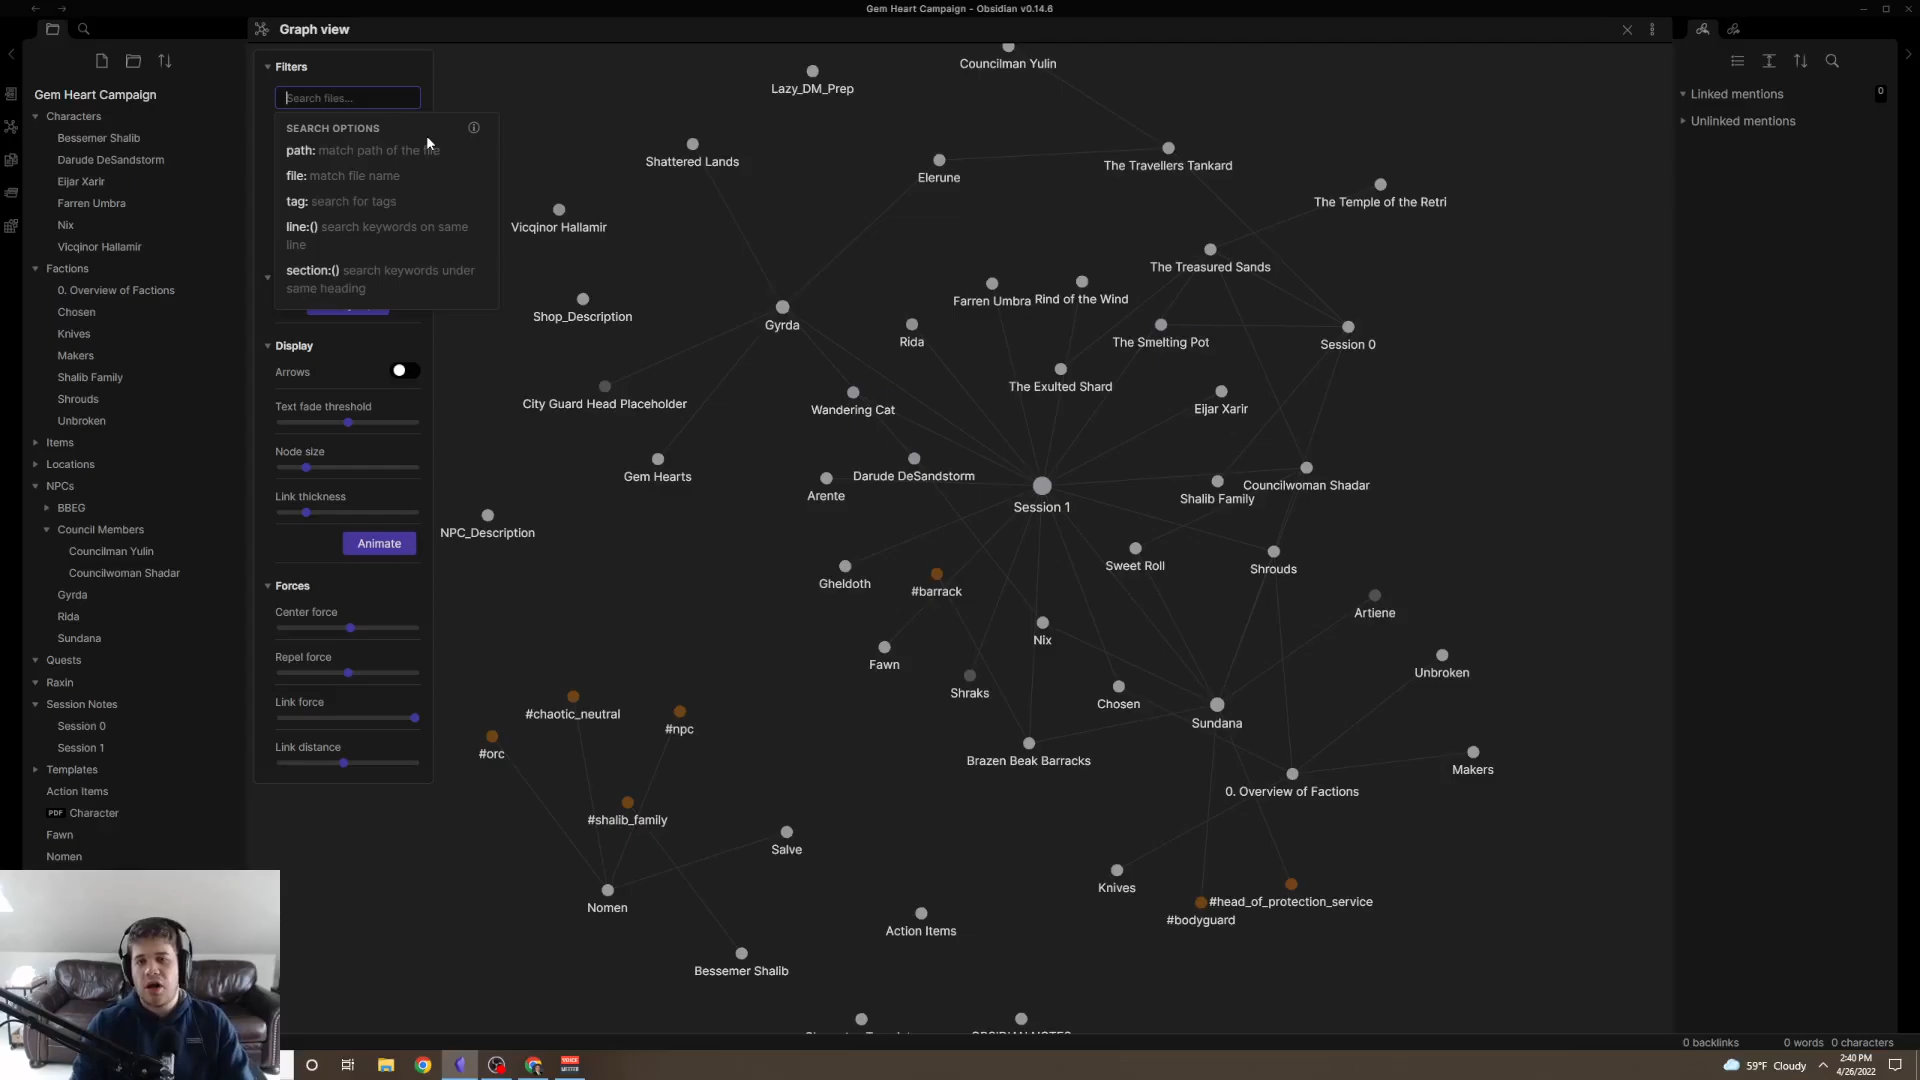 Gem Heart Campaign - Obsidian v0.14.6
Graph view
Gem Heart Campaign
Characters
Bessemer Shalib
Darude DeSandstorm
Eijar Xarir
Farren Umbra
Nix
Vicqinor Hallamir
Factions
0. Overview of Factions
Chosen
Knives
Makers
Shalib Family
Shrouds
Unbroken
Items
Locations
NPCs
BBEG
Council Members
Councilman Yulin
Councilwoman Shadar
Gyrda
Rida
Sundana
Quests
Raxin
Session Notes
Session 0
Session 1
Templates
Action Items
PDF Character
Fawn
Nomen
Filters
Search files...
SEARCH OPTIONS
path: match path of the file
file: match file name
tag: search for tags
line:() search keywords on same
line
section:() search keywords under
same heading
Display
Arrows
Text fade threshold
Node size
Link thickness
Animate
Forces
Center force
Repel force
Link force
Link distance
Councilman Yulin
Lazy_DM_Prep
Shattered Lands
Elerune
The Travellers Tankard
The Temple of the Retri
Vicqinor Hallamir
The Treasured Sands
Farren Umbra
Rind of the Wind
Shop_Description
Gyrda
Rida
The Smelting Pot
Session 0
The Exulted Shard
City Guard Head Placeholder
Wandering Cat
Eijar Xarir
Gem Hearts
Darude DeSandstorm
Arente
Councilwoman Shadar
Shalib Family
Session 1
NPC_Description
Sweet Roll
Shrouds
Gheldoth
#barrack
Artiene
Nix
Fawn
Unbroken
Shraks
Chosen
#chaotic_neutral
#npc
Sundana
#orc
Brazen Beak Barracks
Makers
0. Overview of Factions
#shalib_family
Salve
Knives
Nomen
#head_of_protection_service
#bodyguard
Action Items
Bessemer Shalib
OBSIDIAN NOTES
Linked mentions
0
Unlinked mentions
0 backlinks
0 words
0 characters
59°F Cloudy
2:40 PM
4/26/2022